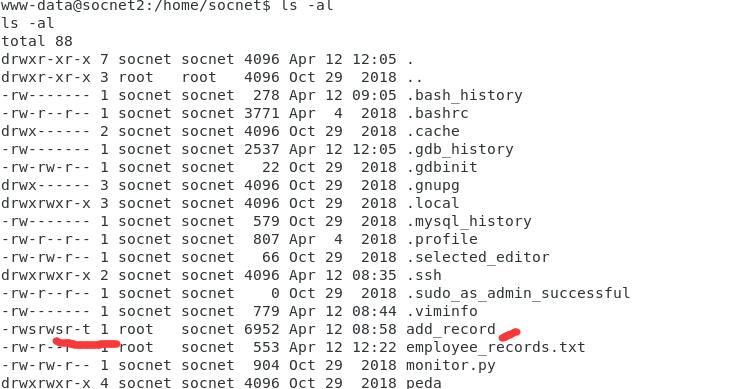 www-data@socnet2:/home/socnet$ ls -al
ls -al
total 88
drwxr-xr-x 7 socnet socnet 4096 Apr 12 12:05 .
drwxr-xr-x 3 root   root   4096 Oct 29  2018 ..
-rw------- 1 socnet socnet  278 Apr 12 09:05 .bash_history
-rw-r--r-- 1 socnet socnet 3771 Apr  4  2018 .bashrc
drwx------ 2 socnet socnet 4096 Oct 29  2018 .cache
-rw------- 1 socnet socnet 2537 Apr 12 12:05 .gdb_history
-rw-rw-r-- 1 socnet socnet   22 Oct 29  2018 .gdbinit
drwx------ 3 socnet socnet 4096 Oct 29  2018 .gnupg
drwxrwxr-x 3 socnet socnet 4096 Oct 29  2018 .local
-rw------- 1 socnet socnet  579 Oct 29  2018 .mysql_history
-rw-r--r-- 1 socnet socnet  807 Apr  4  2018 .profile
-rw-rw-r-- 1 socnet socnet   66 Oct 29  2018 .selected_editor
drwxrwxr-x 2 socnet socnet 4096 Apr 12 08:35 .ssh
-rw-r--r-- 1 socnet socnet    0 Oct 29  2018 .sudo_as_admin_successful
-rw------- 1 socnet socnet  779 Apr 12 08:44 .viminfo
-rwsrwsr-t 1 root   socnet 6952 Apr 12 08:58 add_record
-rw-r--r-- 1 root   socnet  553 Apr 12 12:22 employee_records.txt
-rw-rw-r-- 1 socnet socnet  904 Oct 29  2018 monitor.py
drwxrwxr-x 4 socnet socnet 4096 Oct 29  2018 peda